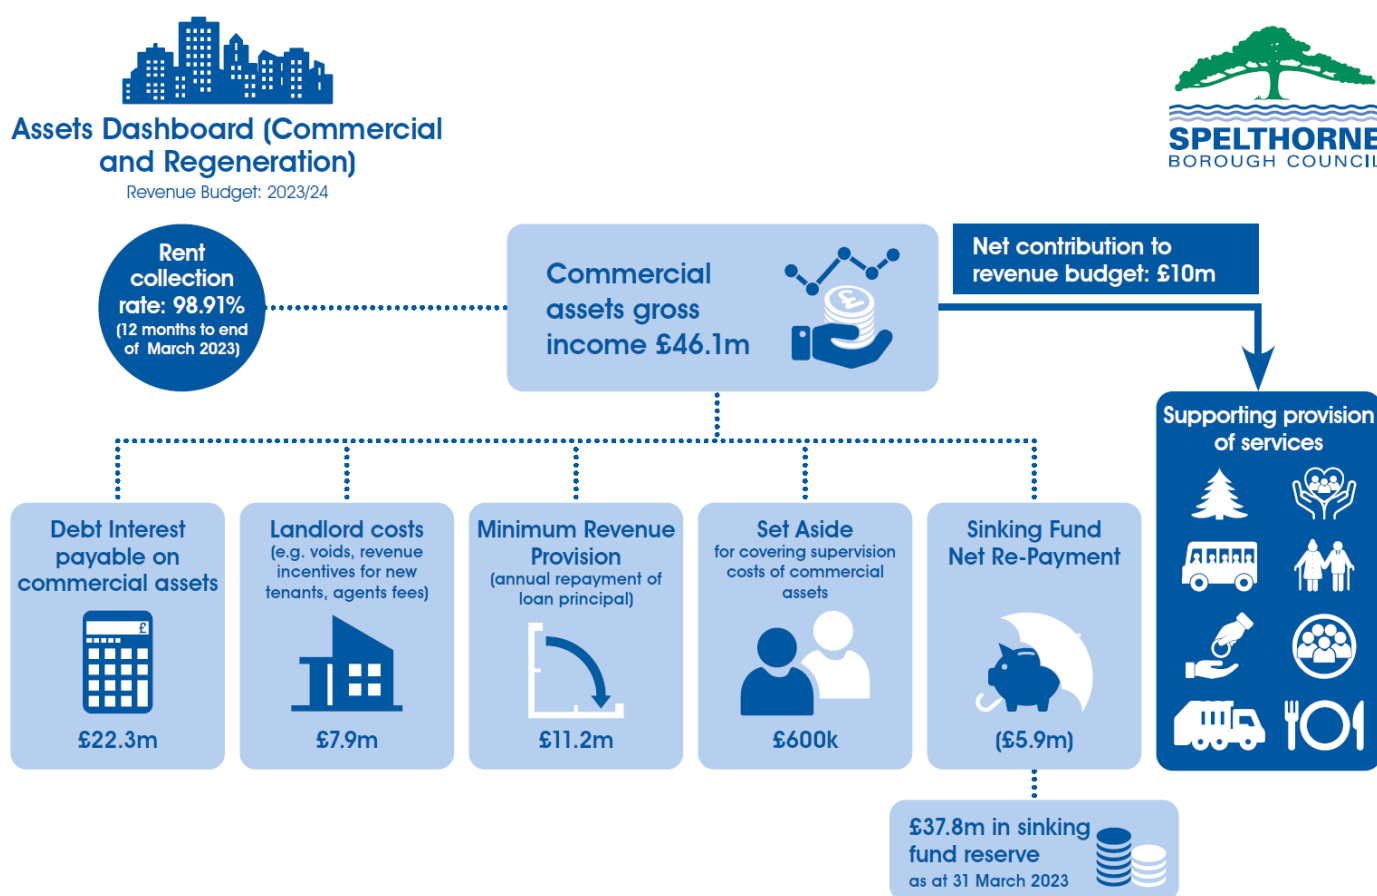 Assets Dashboard (Commercial
and Regeneration)
Revenue Budget: 2023/24
SPELTHORNE
BOROUGH COUNCIL
Rent
collection
rate: 98.91%
(12 months to end
of March 2023)
Commercial
assets gross
income £46.1m
£
Net contribution to
revenue budget: £10m
Supporting provision
of services
Debt Interest
payable on
commercial assets
£
£22.3m
Landlord costs
(e.g. voids, revenue
incentives for new
tenants, agents fees)
£7.9m
Minimum Revenue
Provision
(annual repayment of
loan principal)
£11.2m
Set Aside
for covering supervision
costs of commercial
assets
£600k
Sinking Fund
Net Re-Payment
(£5.9m)
£37.8m in sinking
fund reserve
as at 31 March 2023